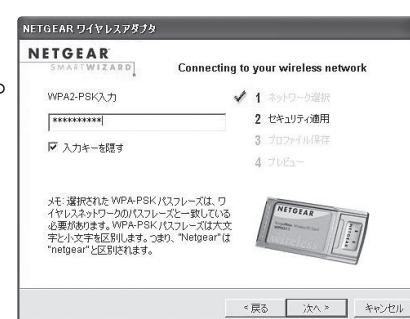 NETGEAR ワイヤレスアダプタ
NETGEAR
SMARTWIZARD
Connecting to your wireless network
WPA2-PSK入力
**********
入力キーを隠す
1 ネットワーク選択
2 セキュリティ適用
3 プロファイル保存
4 プレビュー
メモ: 選択された WPA-PSK パスフレーズは、ワ
イヤレスネットワークのパスフレーズと一致している
必要があります。WPA-PSK パスフレーズは大文
字と小文字を区別します。つまり、"Netgear"は
"netgear"と区別されます。
NETGEAR
< 戻る
次へ >
キャンセル